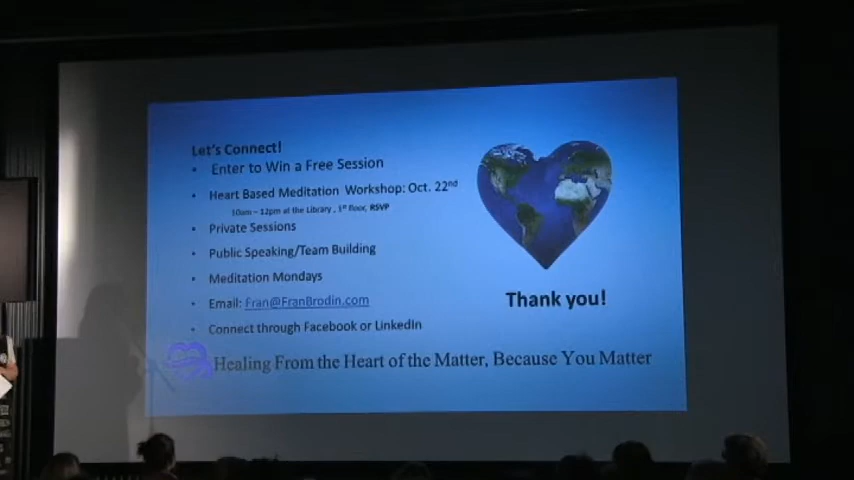 Let's Connect!
• Enter to Win a Free Session
• Heart Based Meditation Workshop: Oct. 22nd
10am – 12pm at the Library , 1st floor, RSVP
• Private Sessions
• Public Speaking/Team Building
• Meditation Mondays
• Email: Fran@FranBrodin.com
• Connect through Facebook or LinkedIn
Thank you!
Healing From the Heart of the Matter, Because You Matter